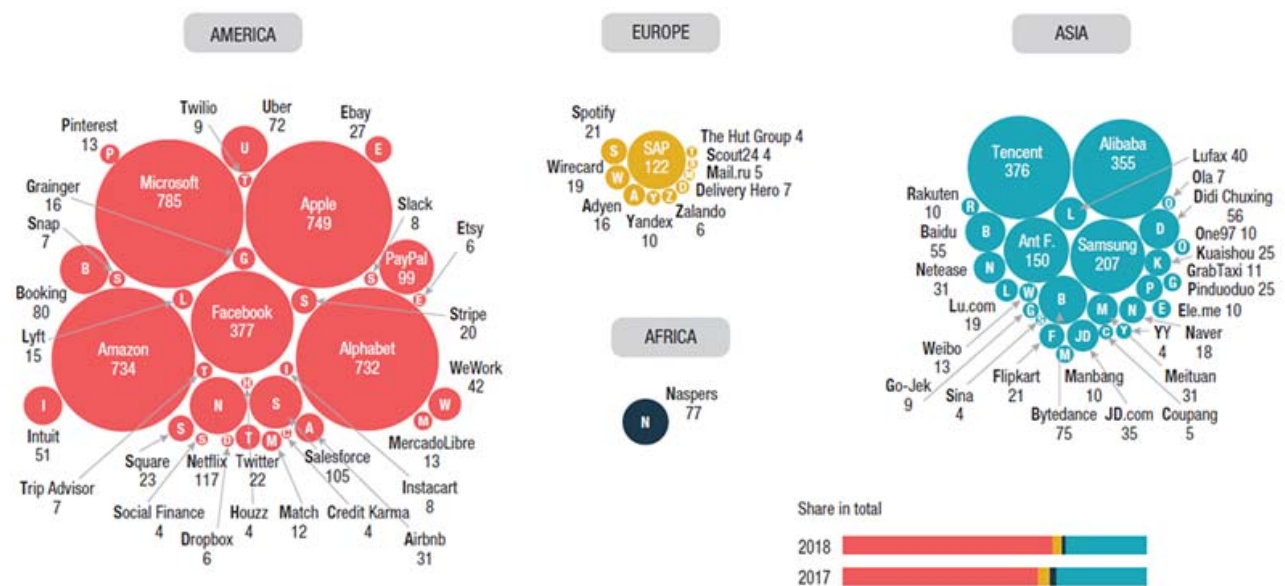 AMERICA
EUROPE
ASIA
Twilio
9
Uber
72
Ebay
27
Pinterest
13
P
U
E
T
Microsoft
785
Apple
749
Grainger
16
Snap
7
Slack
8
Etsy
6
G
PayPal
99
B
S
S
E
Booking
80
L
Facebook
377
S
Stripe
20
Lyft
15
Amazon
734
Alphabet
732
WeWork
42
T
H
I
N
S
I
W
M
Intuit
51
S
S
D
T
M
C
A
MercadoLibre
13
Square
23
Netflix
117
Twitter
22
Salesforce
105
Trip Advisor
7
Instacart
8
Social Finance
4
Houzz
4
Match
12
Credit Karma
4
Dropbox
6
Airbnb
31
Spotify
21
S
SAP
122
The Hut Group 4
Scout24 4
Mail.ru 5
Delivery Hero 7
Wirecard
19
W
A
Y
Z
D
Adyen
16
Yandex
10
Zalando
6
AFRICA
Naspers
77
N
Tencent
376
Alibaba
355
Lufax 40
Ola 7
Didi Chuxing
56
Rakuten
10
R
L
O
Baidu
55
B
Ant F.
150
Samsung
207
D
One97 10
O
Kuaishou 25
K
GrabTaxi 11
Netease
31
N
P
G
Pinduoduo 25
L
W
B
M
N
E
Ele.me 10
Lu.com
19
G
F
JD
C
Y
YY
4
Naver
18
M
Weibo
13
Go-Jek
9
Sina
4
Flipkart
21
Manbang
10
Meituan
31
Bytedance
75
JD.com
35
Coupang
5
Share in total
2018
2017